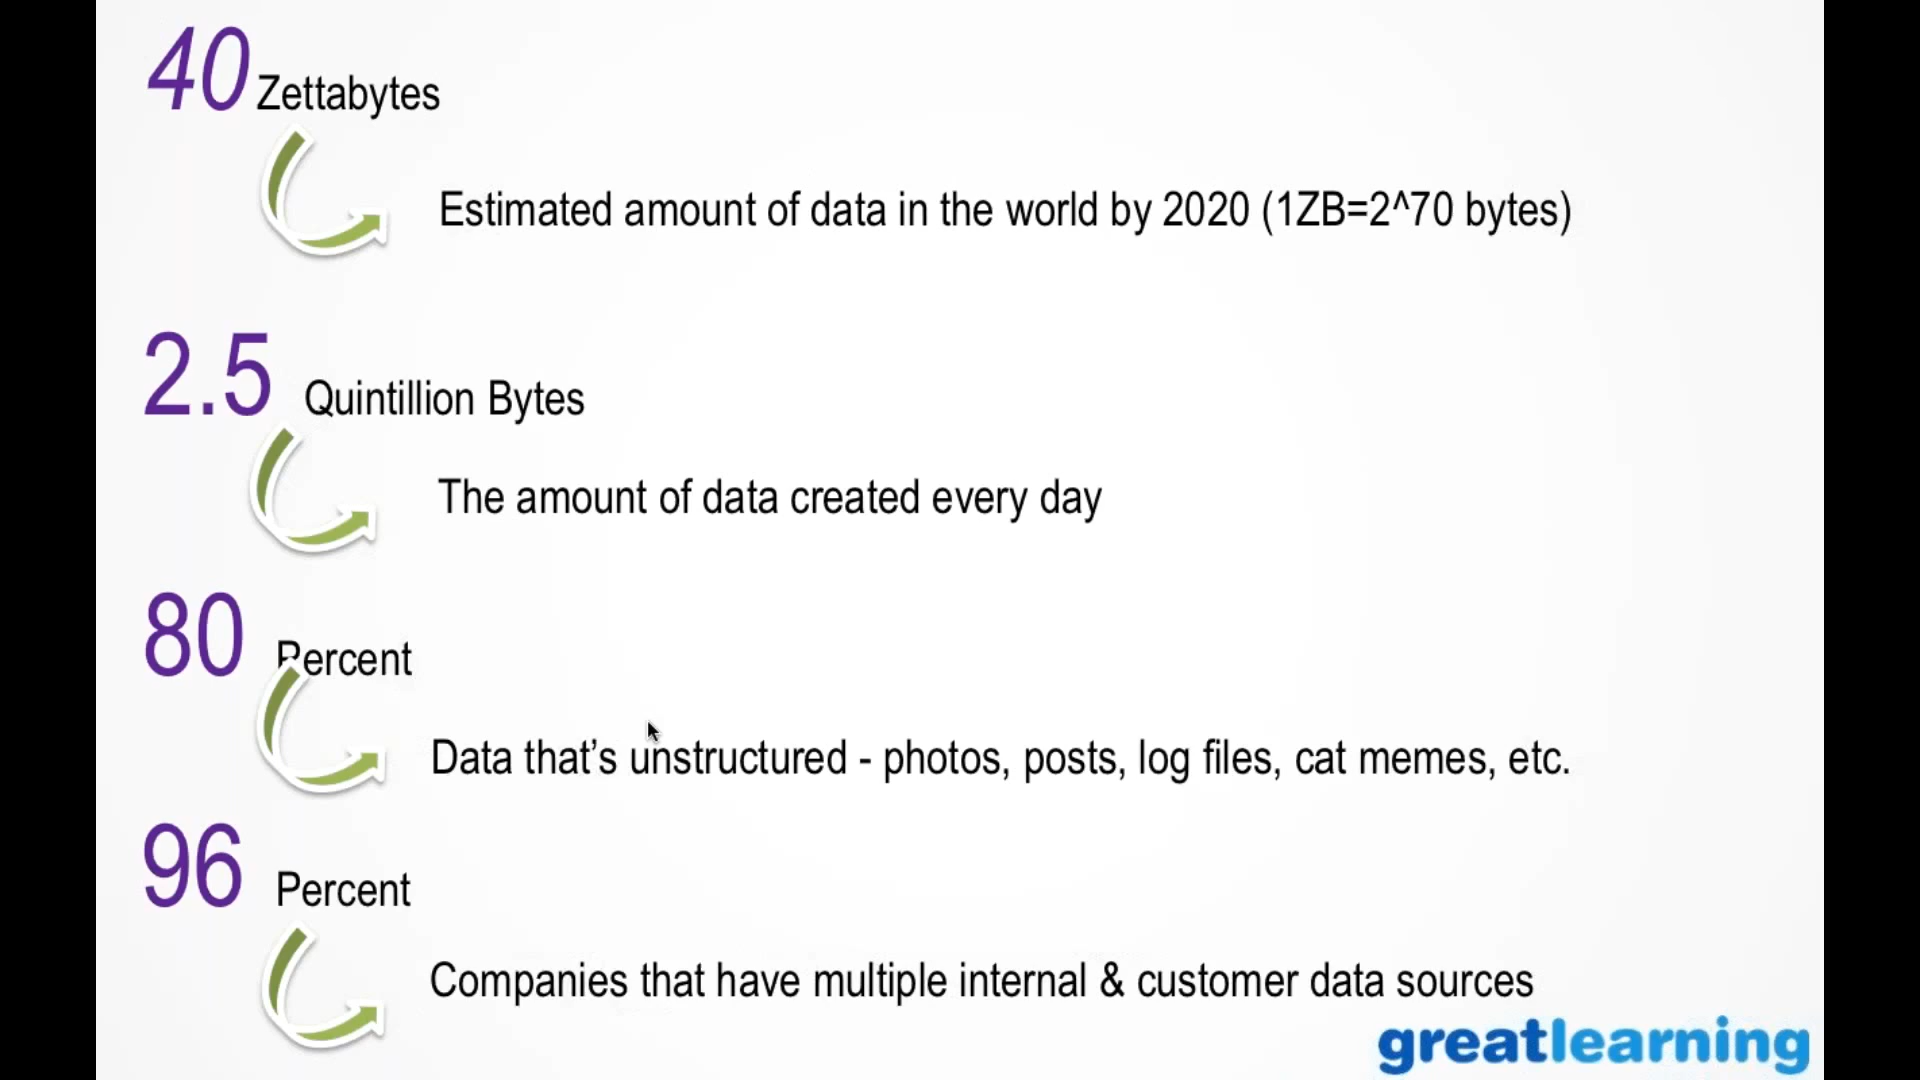 40 Zettabytes
Estimated amount of data in the world by 2020 (1ZB=2^70 bytes)
2.5 Quintillion Bytes
The amount of data created every day
80 Percent
Data that’s unstructured - photos, posts, log files, cat memes, etc.
96 Percent
Companies that have multiple internal & customer data sources
greatlearning